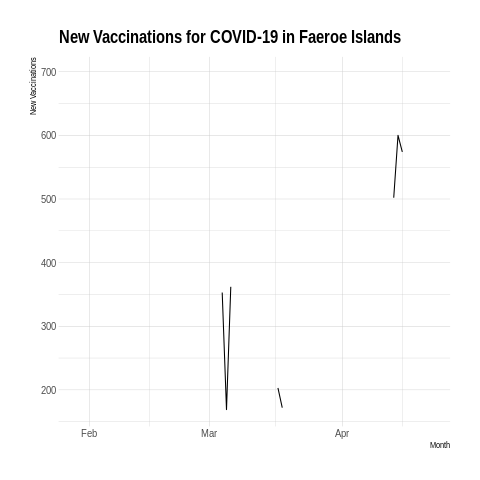 New Vaccinations for COVID-19 in Faeroe Islands
New Vaccinations
700
600
500
400
300
200
Feb
Mar
Apr
Month